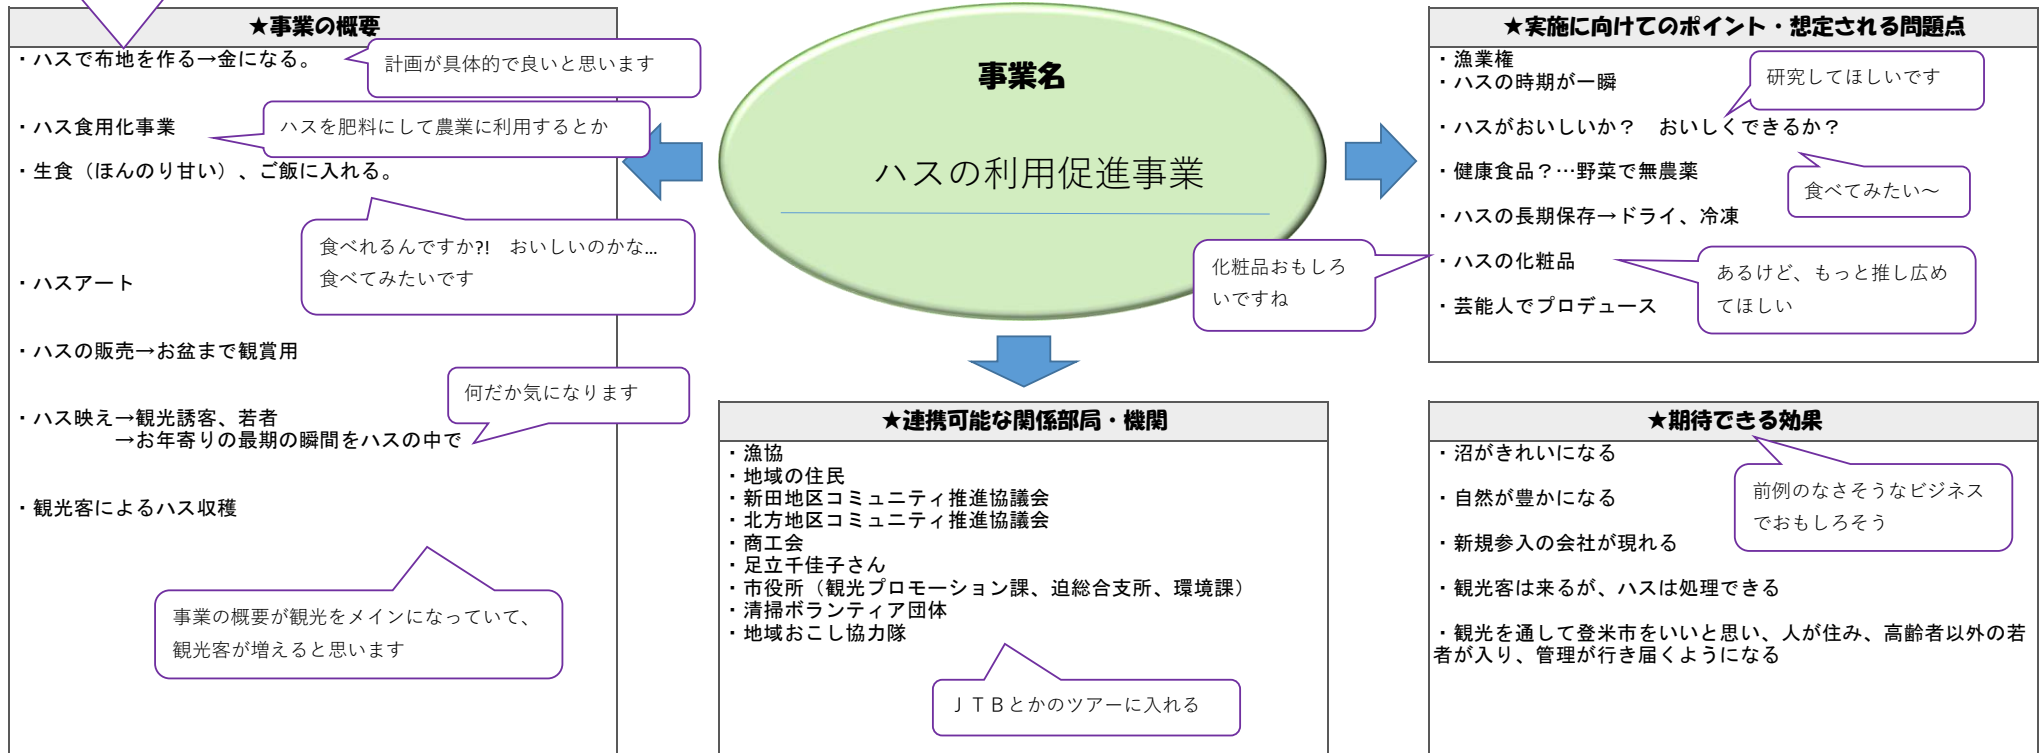 ★事業の概要
・ハスで布地を作る→金になる。
計画が具体的で良いと思います
・ハス食用化事業
ハスを肥料にして農業に利用するとか
・生食（ほんのり甘い）、ご飯に入れる。
食べれるんですか?!　おいしいのかな…
食べてみたいです
・ハスアート
・ハスの販売→お盆まで観賞用
何だか気になります
・ハス映え→観光誘客、若者
→お年寄りの最期の瞬間をハスの中で
・観光客によるハス収穫
事業の概要が観光をメインになっていて、
観光客が増えると思います
事業名
ハスの利用促進事業
★連携可能な関係部局・機関
・漁協
・地域の住民
・新田地区コミュニティ推進協議会
・北方地区コミュニティ推進協議会
・商工会
・足立千佳子さん
・市役所（観光プロモーション課、迫総合支所、環境課）
・清掃ボランティア団体
・地域おこし協力隊
ＪＴＢとかのツアーに入れる
★実施に向けてのポイント・想定される問題点
・漁業権
・ハスの時期が一瞬
研究してほしいです
・ハスがおいしいか？　おいしくできるか？
・健康食品？…野菜で無農薬
食べてみたい～
・ハスの長期保存→ドライ、冷凍
・ハスの化粧品
化粧品おもしろ
いですね
あるけど、もっと推し広め
てほしい
・芸能人でプロデュース
★期待できる効果
・沼がきれいになる
前例のなさそうなビジネス
でおもしろそう
・自然が豊かになる
・新規参入の会社が現れる
・観光客は来るが、ハスは処理できる
・観光を通して登米市をいいと思い、人が住み、高齢者以外の若
者が入り、管理が行き届くようになる